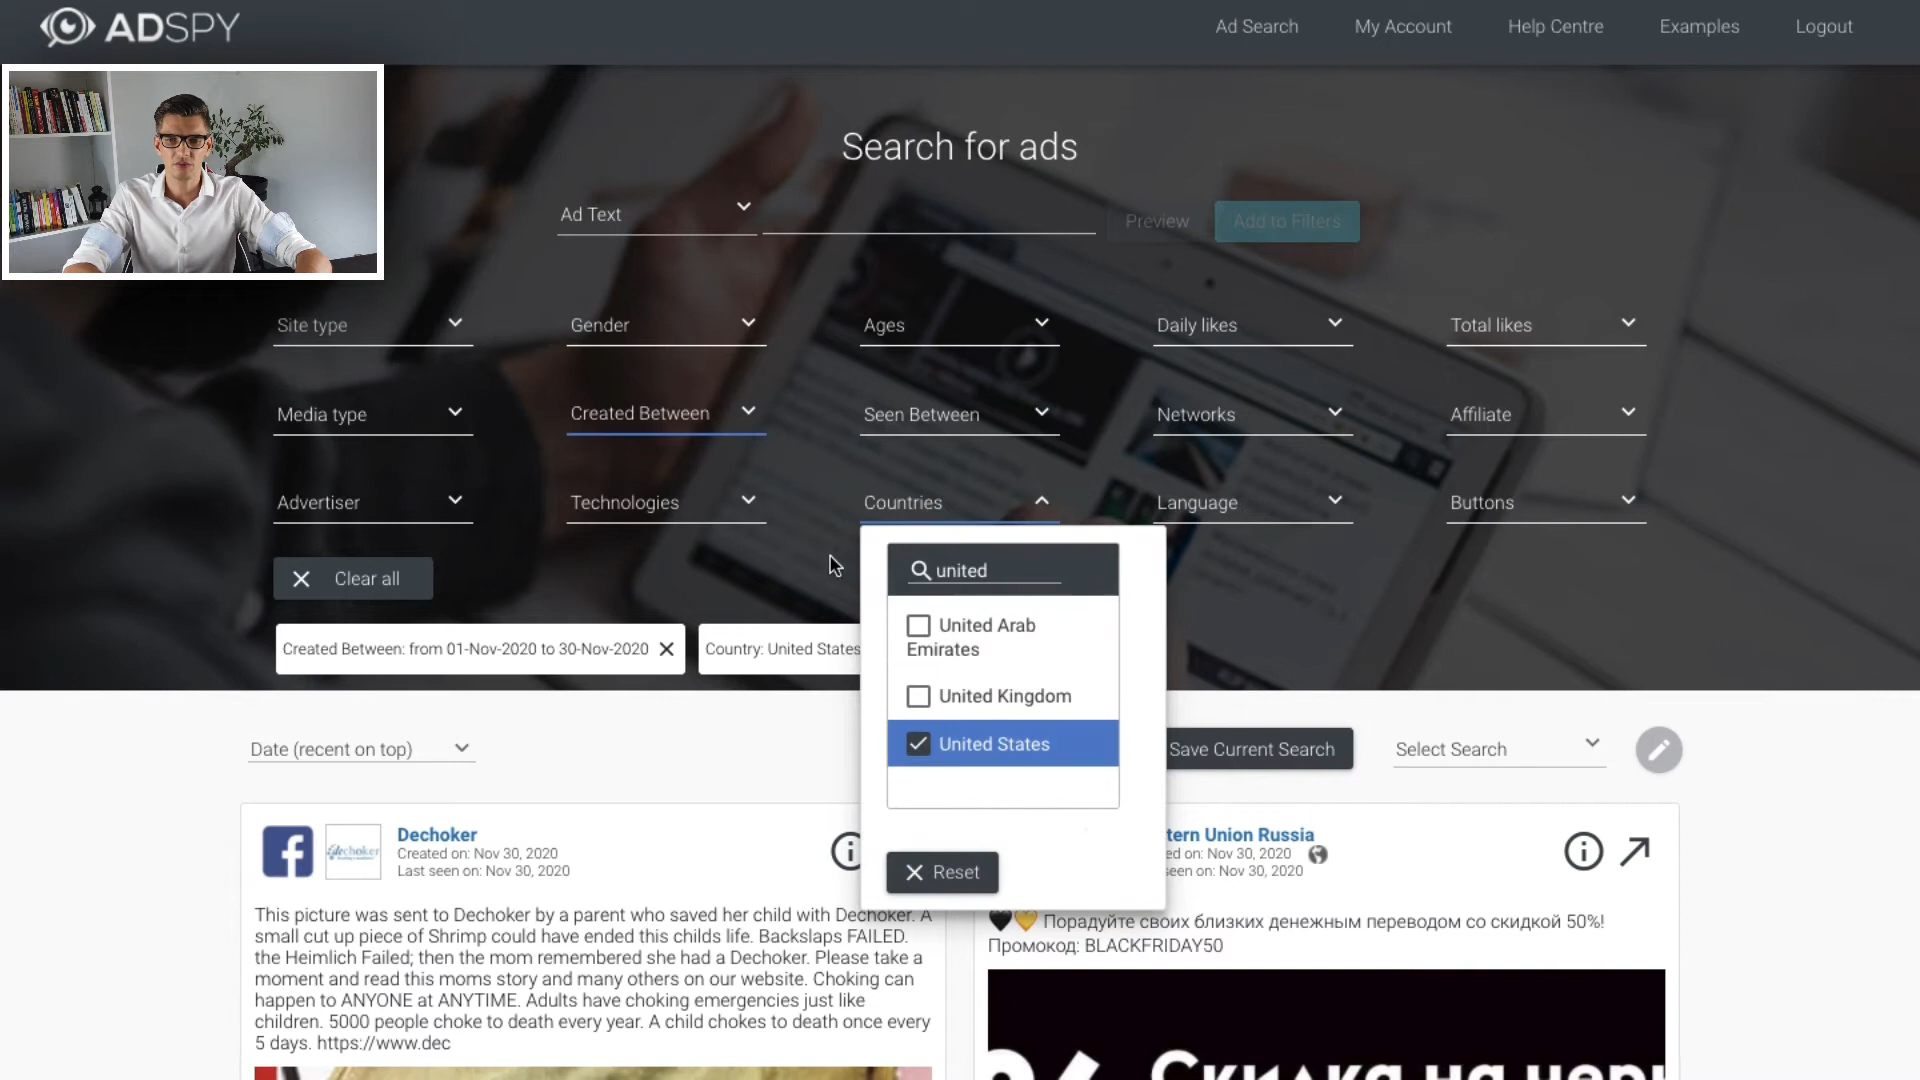 ADSPY
Ad Search
My Account
Help Centre
Examples
Logout
Search for ads
Ad Text
Preview
Add to Filters
Site type
Gender
Ages
Daily likes
Total likes
Media type
Created Between
Seen Between
Networks
Affiliate
Advertiser
Technologies
Countries
Language
Buttons
Clear all
united
United Arab
Emirates
United Kingdom
United States
Reset
Created Between: from 01-Nov-2020 to 30-Nov-2020
Country: United States
Date (recent on top)
Save Current Search
Select Search
dechoker
Dechoker
Created on: Nov 30, 2020
Last seen on: Nov 30, 2020
This picture was sent to Dechoker by a parent who saved her child with Dechoker. A
small cut up piece of Shrimp could have ended this childs life. Backslaps FAILED.
the Heimlich Failed; then the mom remembered she had a Dechoker. Please take a
moment and read this moms story and many others on our website. Choking can
happen to ANYONE at ANYTIME. Adults have choking emergencies just like
children. 5000 people choke to death every year. A child chokes to death once every
5 days. https://www.dec
tern Union Russia
ed on: Nov 30, 2020
seen on: Nov 30, 2020
🖤💛 Порадуйте своих близких денежным переводом со скидкой 50%!
Промокод: BLACKFRIDAY50
Скидка на черн